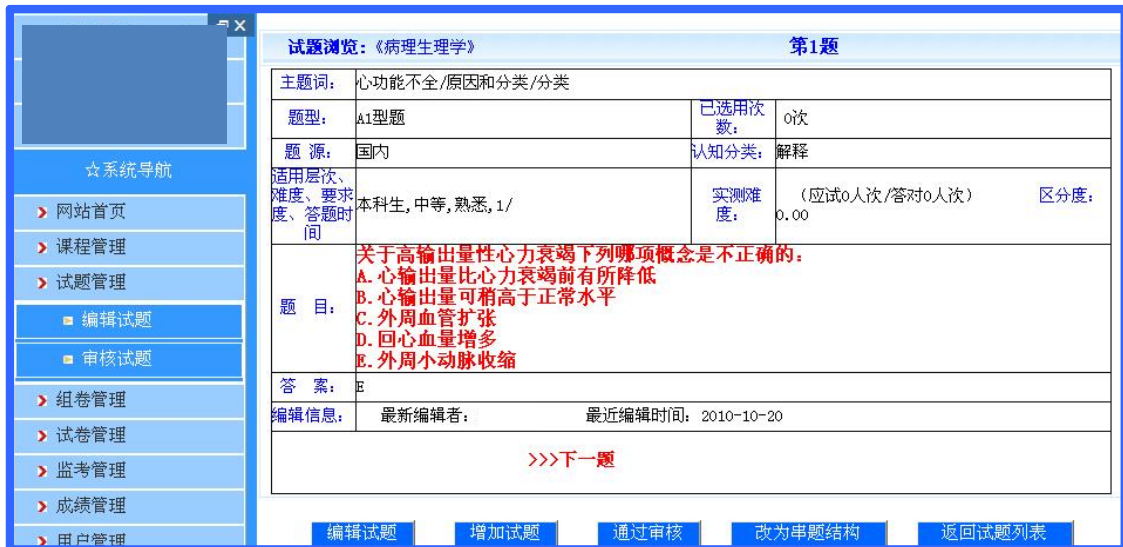 试题浏览:《病理生理学》 第1题
主题词: 心功能不全/原因和分类/分类
题型: A1型题 已选用次数: 0次
题 源: 国内 认知分类: 解释
适用层次、难度、要求度、答题时间 本科生,中等,熟悉,1/ 实测难度: (应试0人次/答对0人次) 区分度: 0.00
题 目: 关于高输出量性心力衰竭下列哪项概念是不正确的:
A.心输出量比心力衰竭前有所降低
B.心输出量可稍高于正常水平
C.外周血管扩张
D.回心血量增多
E.外周小动脉收缩
答 案: E
编辑信息: 最新编辑者: 最近编辑时间: 2010-10-20
>>>下一题
编辑试题 增加试题 通过审核 改为串题结构 返回试题列表
☆系统导航
网站首页
课程管理
试题管理
编辑试题
审核试题
组卷管理
试卷管理
监考管理
成绩管理
用户管理